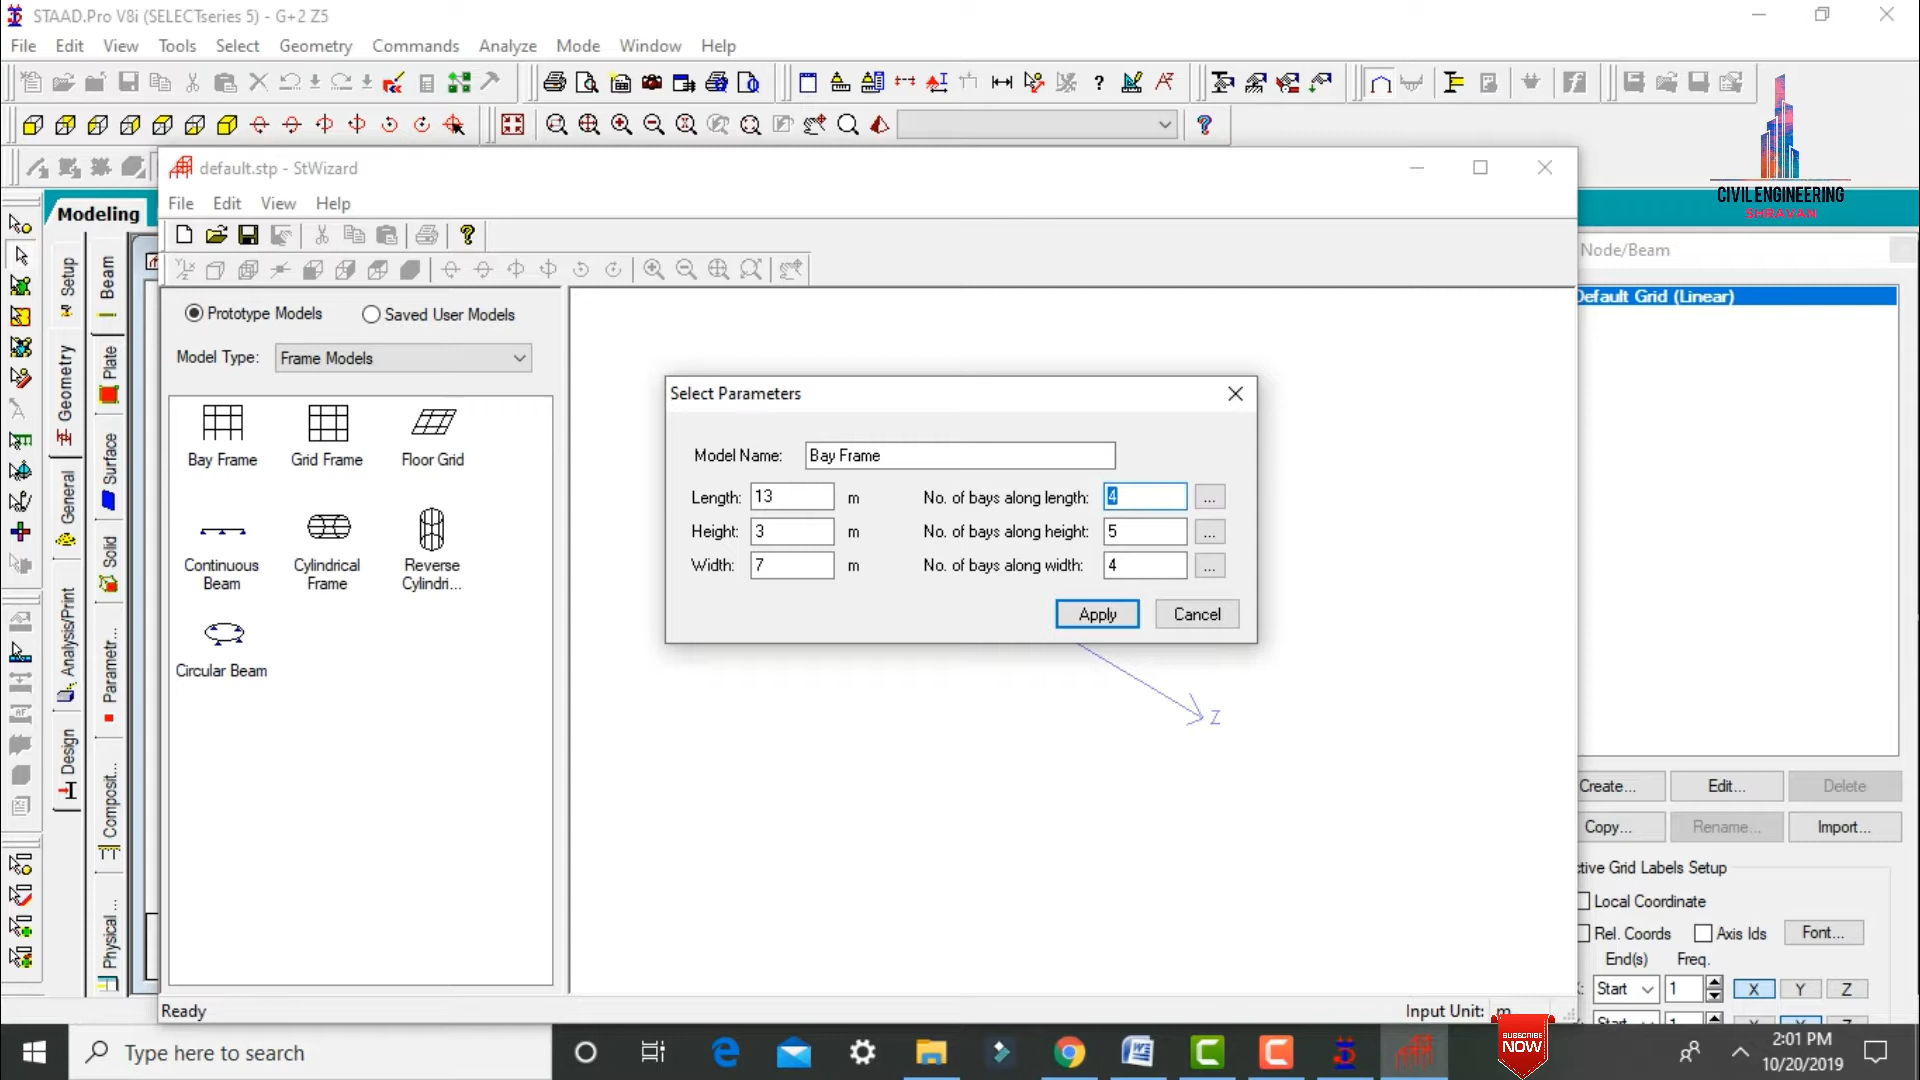 STAAD.Pro V8i (SELECTseries 5) - G+2 Z5
File Edit View Tools Select Geometry Commands Analyze Mode Window Help
CIVIL ENGINEERING
SHRAVAN
default.stp - StWizard
File Edit View Help
Modeling
Setup
Geometry
General
Analysis/Print
Design
Beam
Plate
Surface
Solid
Parametr...
Composit...
Physical ...
Prototype Models
Saved User Models
Model Type: Frame Models
Bay Frame
Grid Frame
Floor Grid
Continuous Beam
Cylindrical Frame
Reverse Cylindri...
Circular Beam
Select Parameters
Model Name: Bay Frame
Length: 13 m No. of bays along length: 4 ...
Height: 3 m No. of bays along height: 5 ...
Width: 7 m No. of bays along width: 4 ...
Apply Cancel
Z
Node/Beam
Default Grid (Linear)
Create... Edit... Delete
Copy... Rename... Import...
ctive Grid Labels Setup
Local Coordinate
Rel. Coords Axis Ids Font...
End(s) Freq.
Start 1 X Y Z
Ready
Input Unit: m
Type here to search
SUBSCRIBE
NOW
2:01 PM
10/20/2019